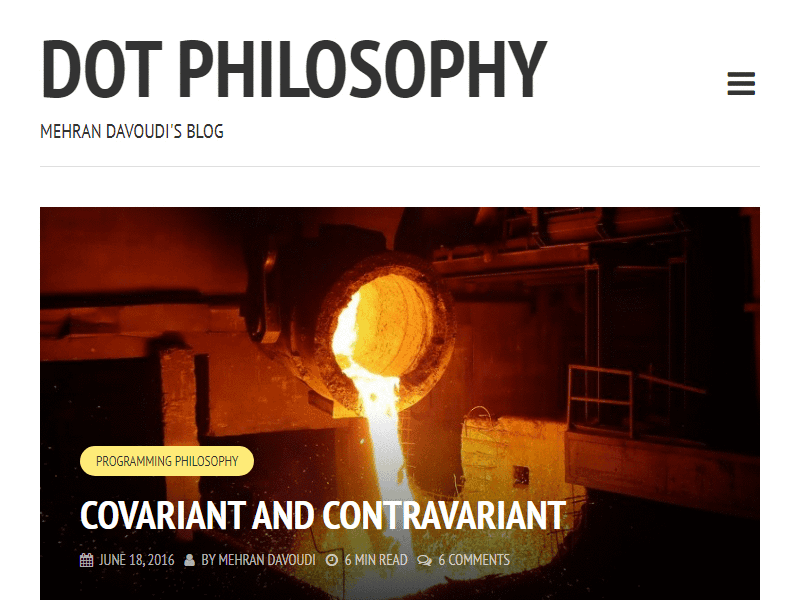 DOT PHILOSOPHY
MEHRAN DAVOUDI'S BLOG
PROGRAMMING PHILOSOPHY
COVARIANT AND CONTRAVARIANT
JUNE 18, 2016 BY MEHRAN DAVOUDI 6 MIN READ 6 COMMENTS